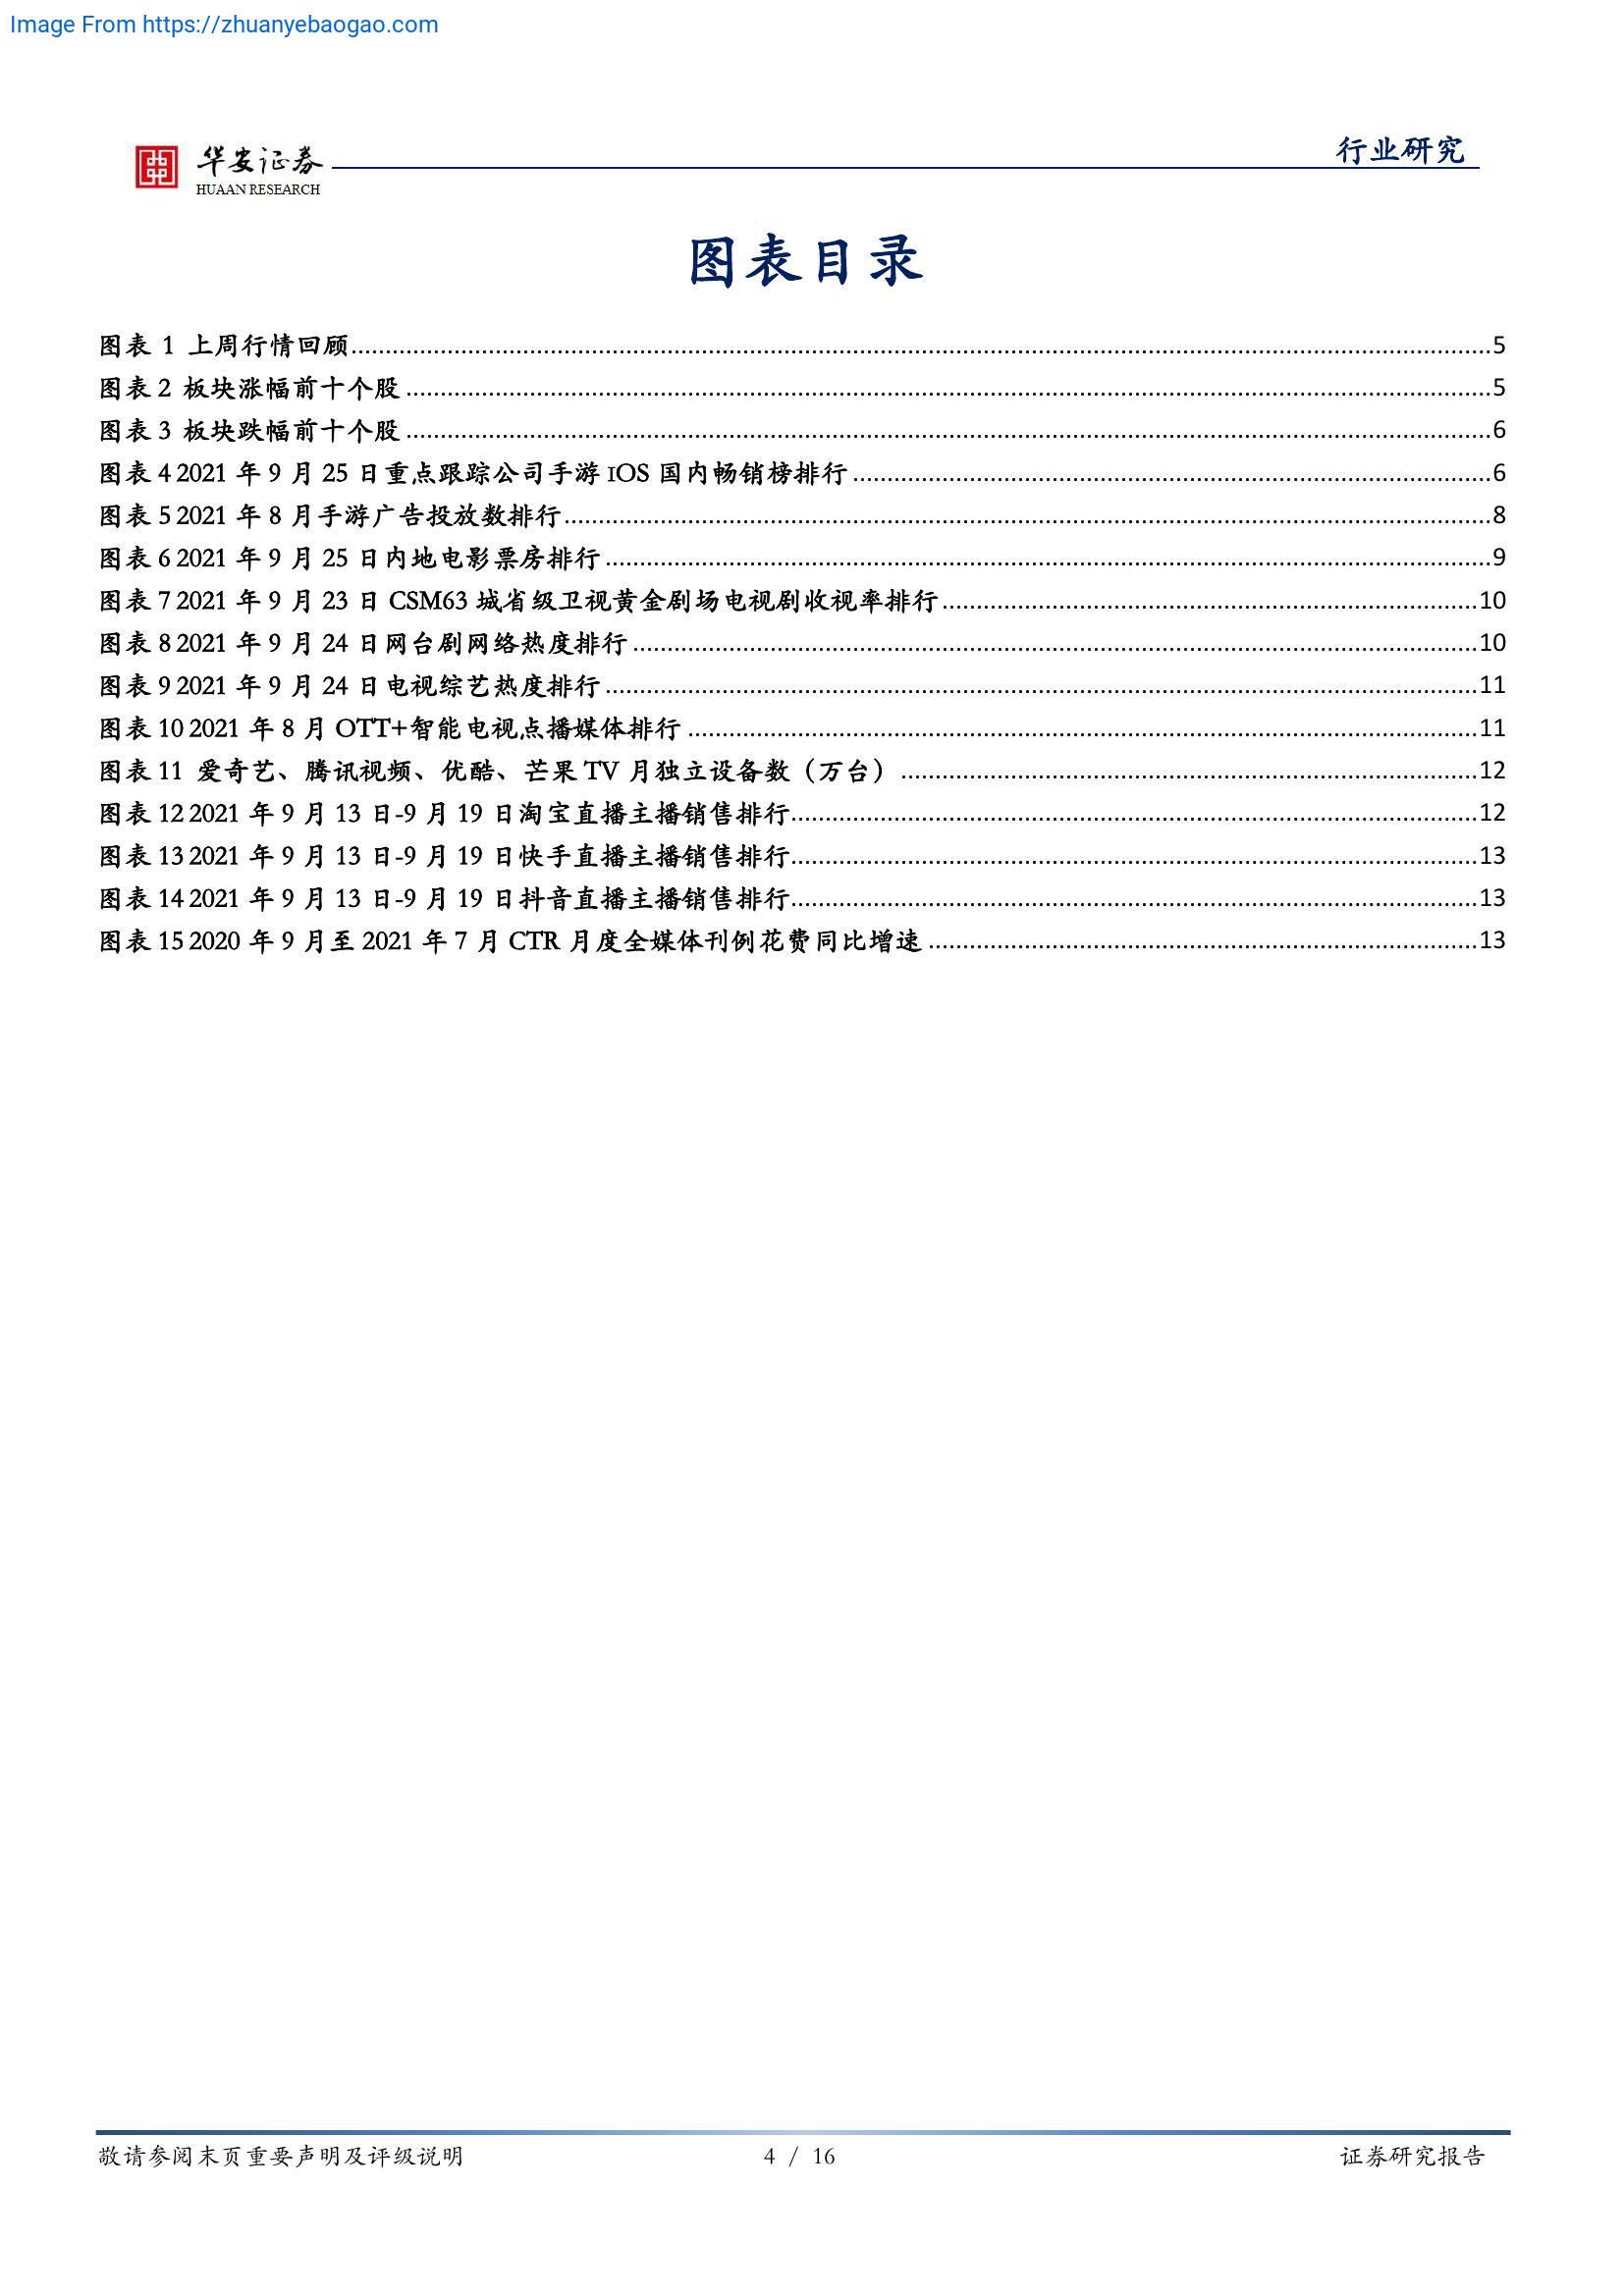 Image From https://zhuanyebaogao.com
华安证券
HUAAN RESEARCH
行业研究
图表目录
图表 1 上周行情回顾....................5
图表 2 板块涨幅前十个股....................5
图表 3 板块跌幅前十个股....................6
图表 4 2021 年 9 月 25 日重点跟踪公司手游 IOS 国内畅销榜排行....................6
图表 5 2021 年 8 月手游广告投放数排行....................8
图表 6 2021 年 9 月 25 日内地电影票房排行....................9
图表 7 2021 年 9 月 23 日 CSM63 城省级卫视黄金剧场电视剧收视率排行....................10
图表 8 2021 年 9 月 24 日网台剧网络热度排行....................10
图表 9 2021 年 9 月 24 日电视综艺热度排行....................11
图表 10 2021 年 8 月 OTT+智能电视点播媒体排行....................11
图表 11 爱奇艺、腾讯视频、优酷、芒果 TV 月独立设备数（万台）....................12
图表 12 2021 年 9 月 13 日-9 月 19 日淘宝直播主播销售排行....................12
图表 13 2021 年 9 月 13 日-9 月 19 日快手直播主播销售排行....................13
图表 14 2021 年 9 月 13 日-9 月 19 日抖音直播主播销售排行....................13
图表 15 2020 年 9 月至 2021 年 7 月 CTR 月度全媒体刊例花费同比增速....................13
敬请参阅末页重要声明及评级说明
4 / 16
证券研究报告